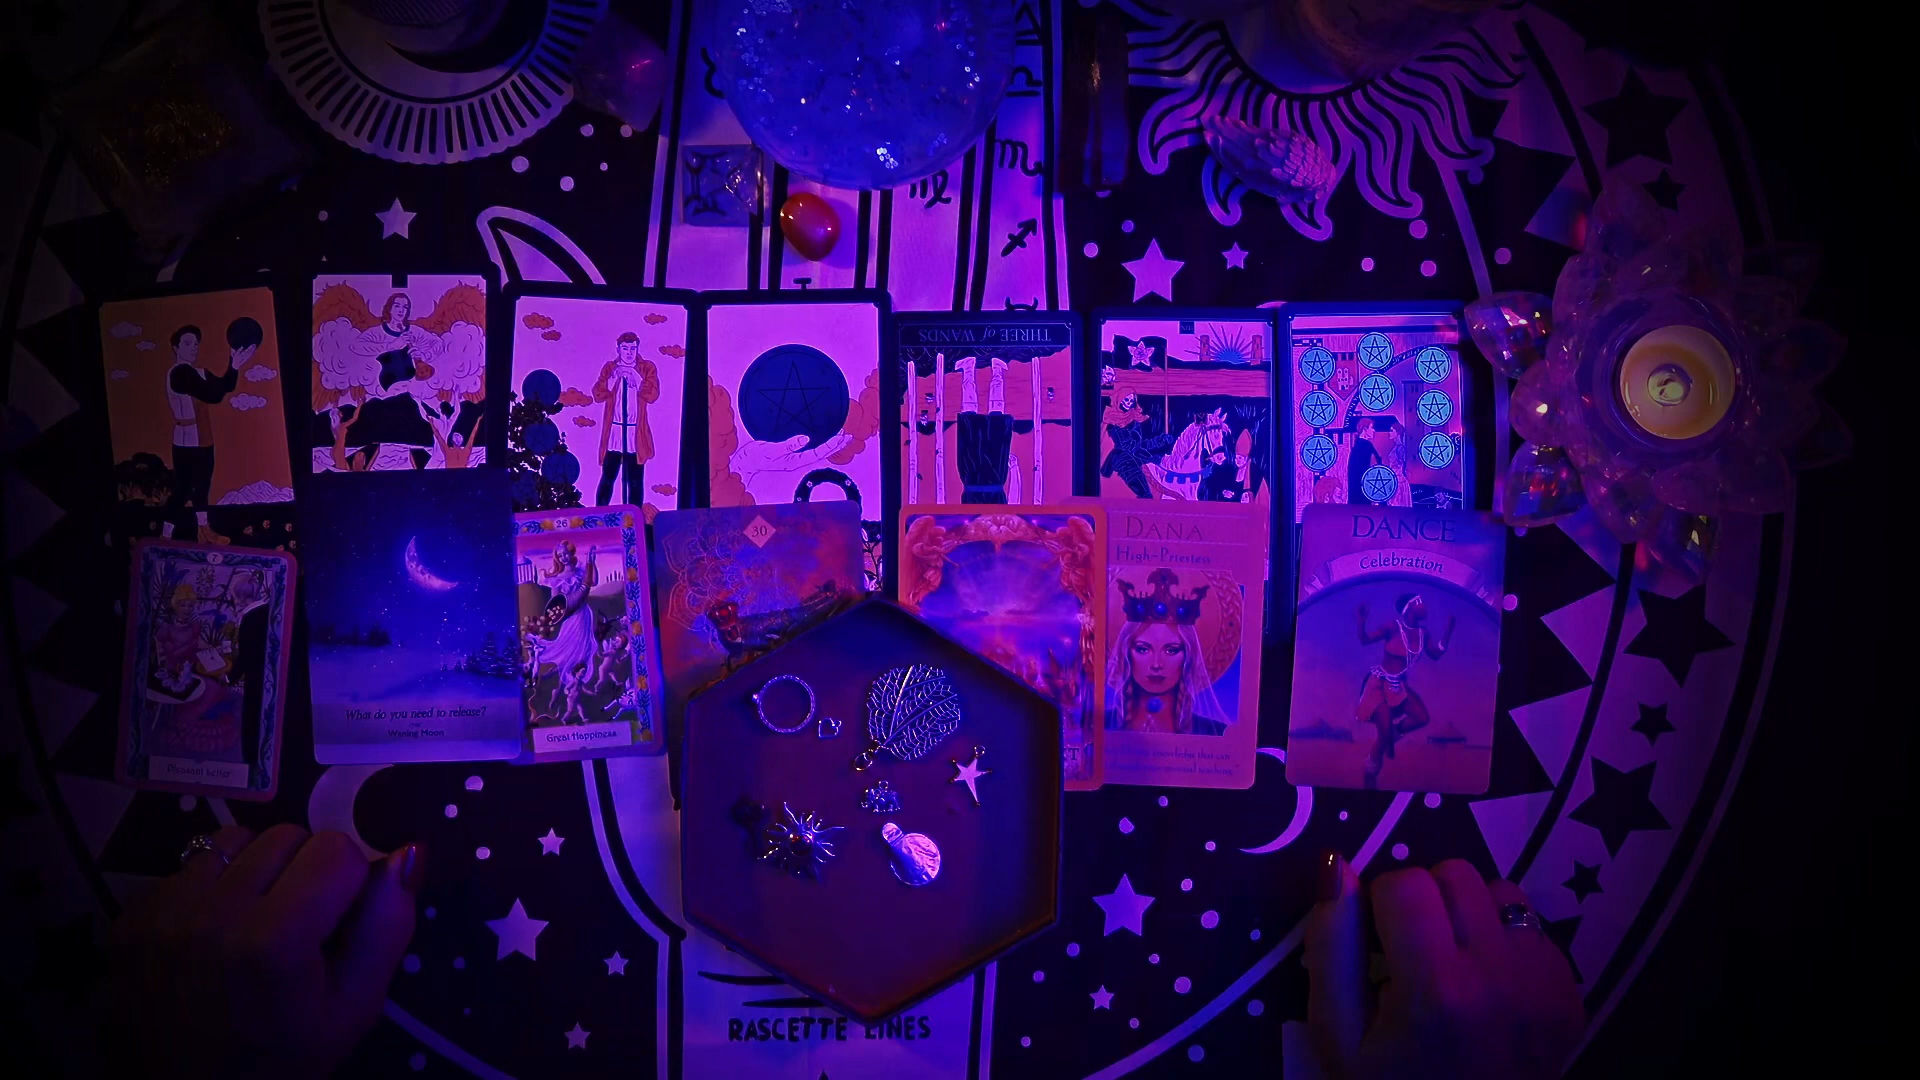 THREE of WANDS
26
30
DANA
High-Priestess
DANCE
Celebration
7
What do you need to release?
Waning Moon
Great Happiness
Pleasant Letter
RASCETTE LINES